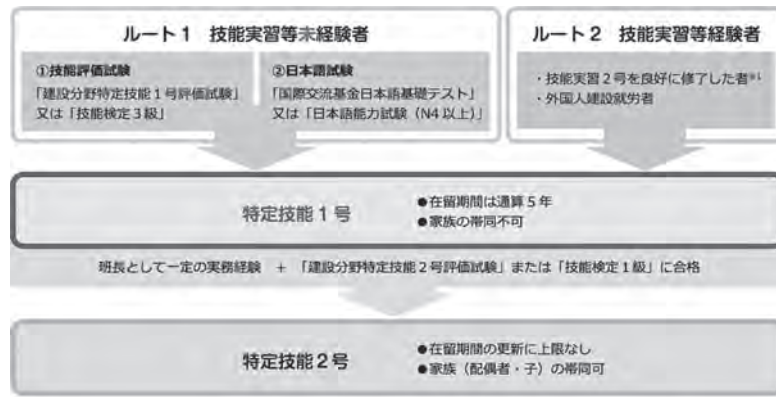 ルート1 技能実習等未経験者
①技能評価試験
「建設分野特定技能1号評価試験」
又は「技能検定3級」
②日本語試験
「国際交流基金日本語基礎テスト」
又は「日本語能力試験（N4以上）」
ルート2 技能実習等経験者
・技能実習2号を良好に修了した者※1
・外国人建設就労者
特定技能1号
●在留期間は通算5年
●家族の帯同不可
班長として一定の実務経験 + 「建設分野特定技能2号評価試験」または「技能検定1級」に合格
特定技能2号
●在留期間の更新に上限なし
●家族（配偶者・子）の帯同可